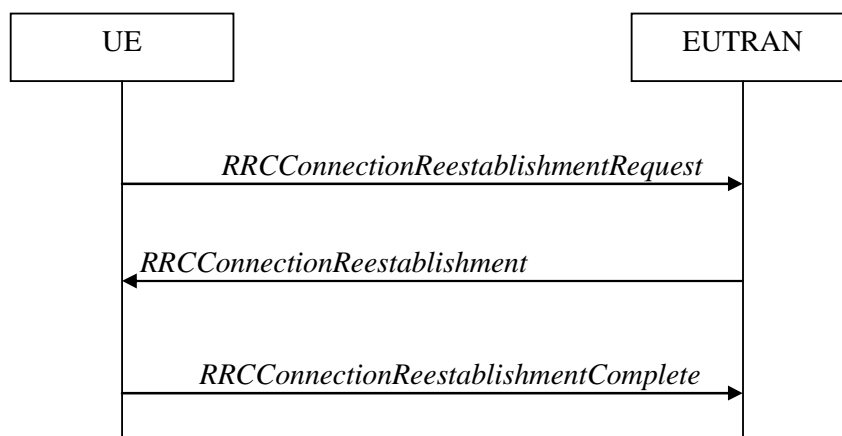 UE
EUTRAN
RRCConnectionReestablishmentRequest
RRCConnectionReestablishment
RRCConnectionReestablishmentComplete